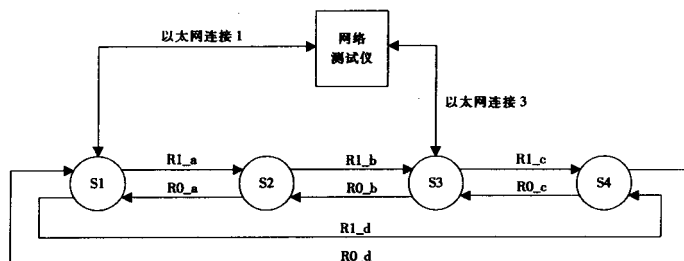 以太网连接 1
网络
测试仪
以太网连接 3
R1_a
R1_b
R1_c
S1
S2
S3
S4
R0_a
R0_b
R0_c
R1_d
R0_d